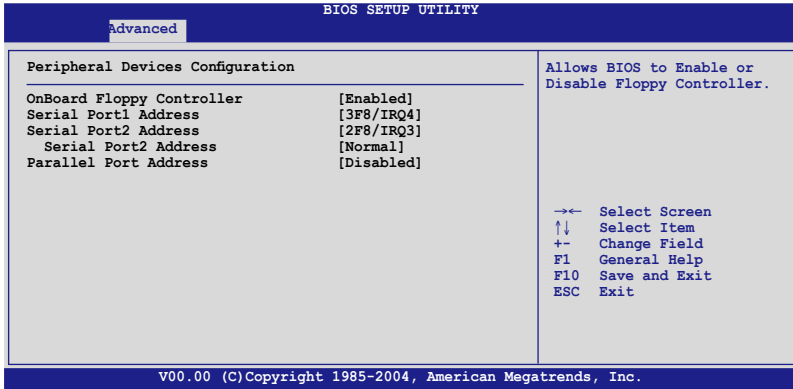 BIOS SETUP UTILITY
Advanced
Peripheral Devices Configuration
OnBoard Floppy Controller [Enabled]
Serial Port1 Address [3F8/IRQ4]
Serial Port2 Address [2F8/IRQ3]
Serial Port2 Address [Normal]
Parallel Port Address [Disabled]
Allows BIOS to Enable or
Disable Floppy Controller.
→← Select Screen
↑↓ Select Item
+- Change Field
F1 General Help
F10 Save and Exit
ESC Exit
V00.00 (C)Copyright 1985-2004, American Megatrends, Inc.